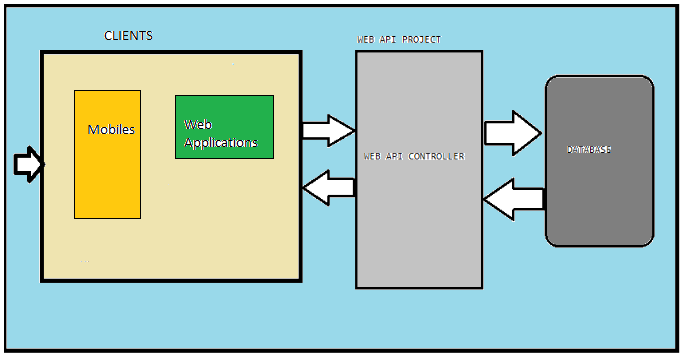 CLIENTS
WEB API PROJECT
Mobiles
Web
Applications
WEB API CONTROLLER
DATABASE